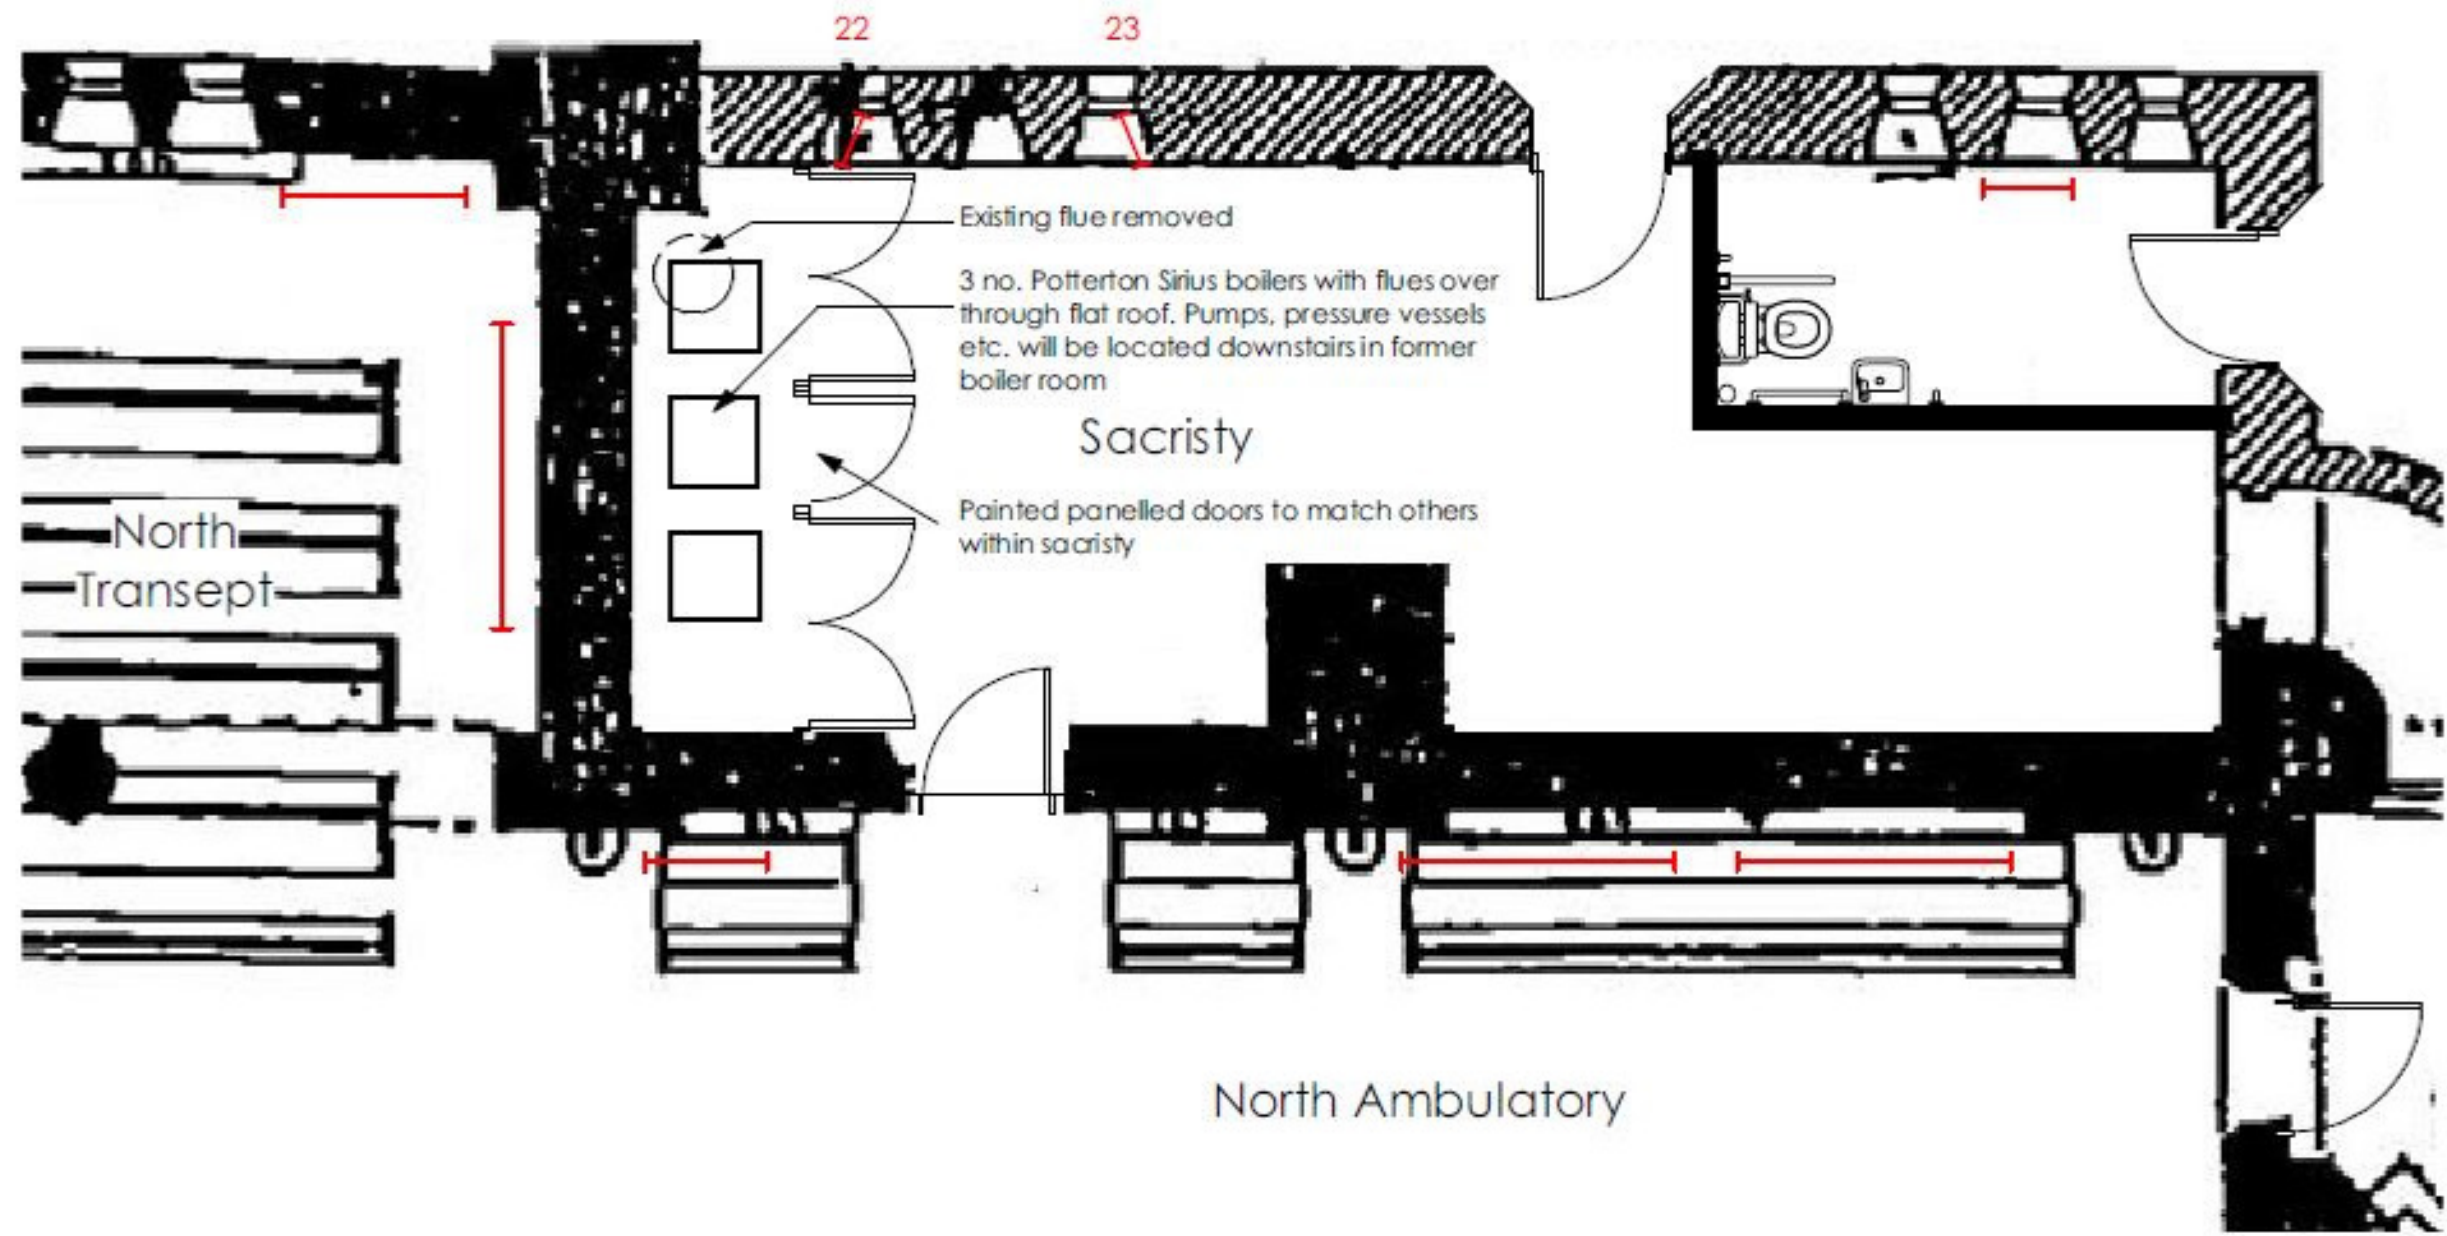 22
23
Existing flue removed
3 no. Potterton Sirius boilers with flues over
through flat roof. Pumps, pressure vessels
etc. will be located downstairs in former
boiler room
Sacristy
Painted panelled doors to match others
within sacristy
North
Transept
North Ambulatory